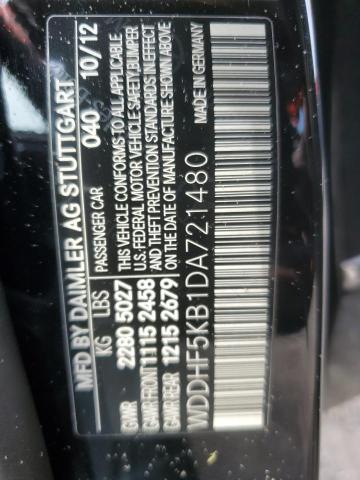 MFD BY DAIMLER AG STUTTGART 10/12
PASSENGER CAR 040
KG LBS
GWR 2280 5027
GAWR FRONT 1115 2458
GAWR REAR 1215 2679
THIS VEHICLE CONFORMS TO ALL APPLICABLE
U.S. FEDERAL MOTOR VEHICLE SAFETY BUMPER
AND THEFT PREVENTION STANDARDS IN EFFECT
ON THE DATE OF MANUFACTURE SHOWN ABOVE
MADE IN GERMANY
WDDHF5KB1DA721480